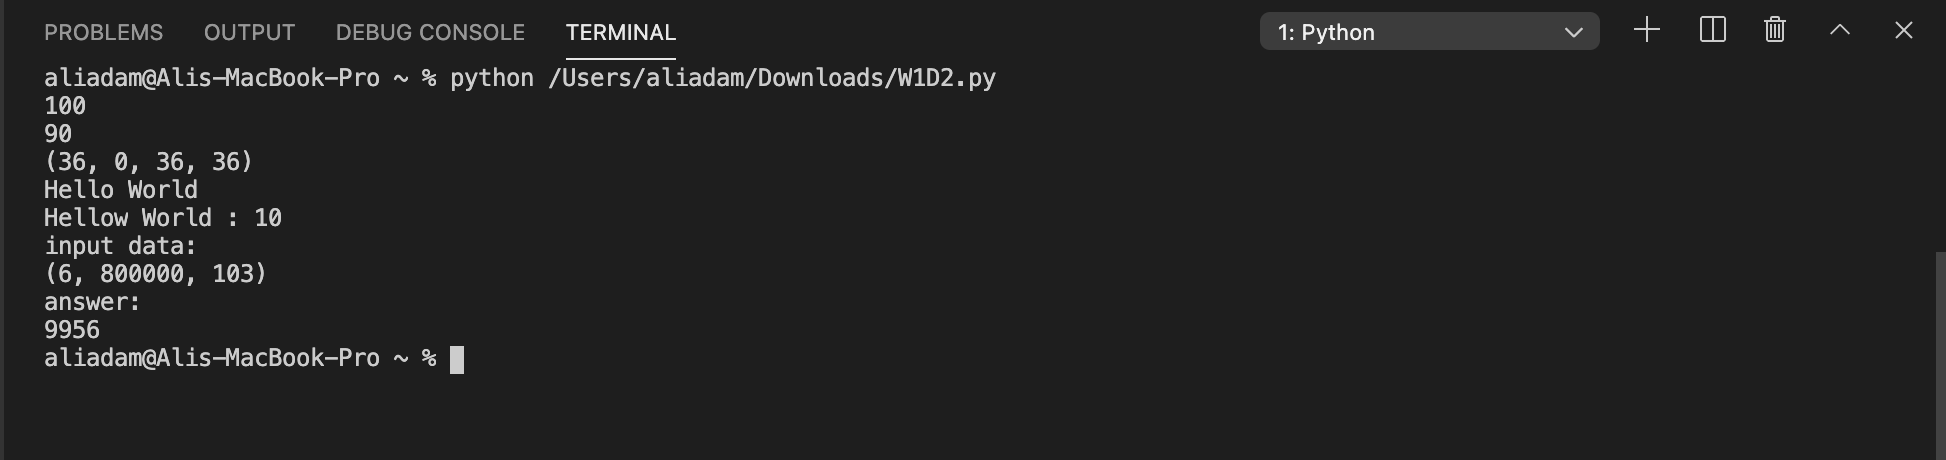 PROBLEMS OUTPUT DEBUG CONSOLE TERMINAL 1: Python
aliadam@Alis-MacBook-Pro ~ % python /Users/aliadam/Downloads/W1D2.py
100
90
(36, 0, 36, 36)
Hello World
Hellow World : 10
input data:
(6, 800000, 103)
answer:
9956
aliadam@Alis-MacBook-Pro ~ %